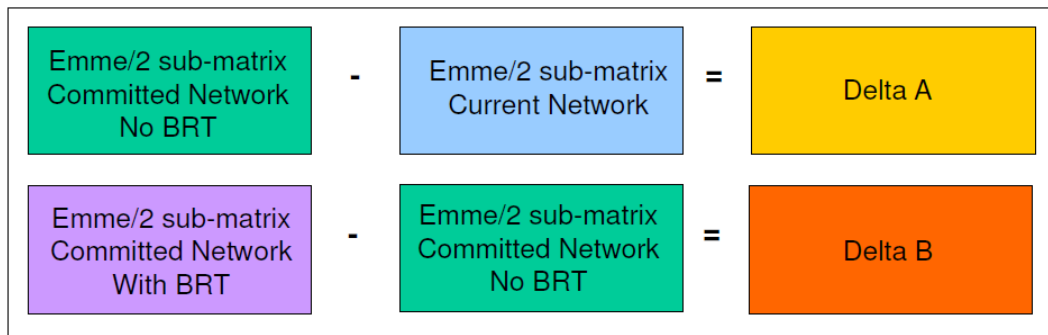 Emme/2 sub-matrix
Committed Network
No BRT
-
Emme/2 sub-matrix
Current Network
=
Delta A
Emme/2 sub-matrix
Committed Network
With BRT
-
Emme/2 sub-matrix
Committed Network
No BRT
=
Delta B